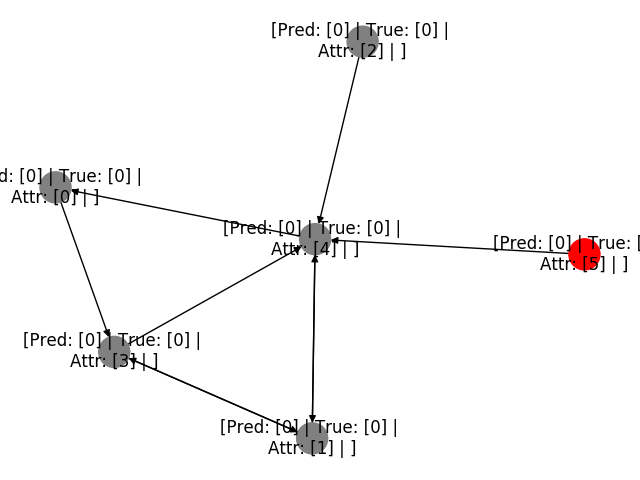 [Pred: [0] | True: [0] |
Attr: [2] | ]
d: [0] | True: [0] |
Attr: [0] | ]
[Pred: [0] | True: [0] |
Attr: [4] | ]
[Pred: [0] | True: [
Attr: [5] | ]
[Pred: [0] | True: [0] |
Attr: [3] | ]
[Pred: [0] | True: [0] |
Attr: [1] | ]